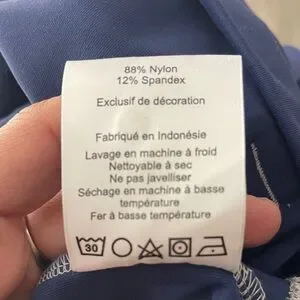 88% Nylon
12% Spandex
Exclusif de décoration
Fabriqué en Indonésie
Lavage en machine à froid
Nettoyable à sec
Ne pas javelliser
Séchage en machine à basse
température
Fer à basse température
30